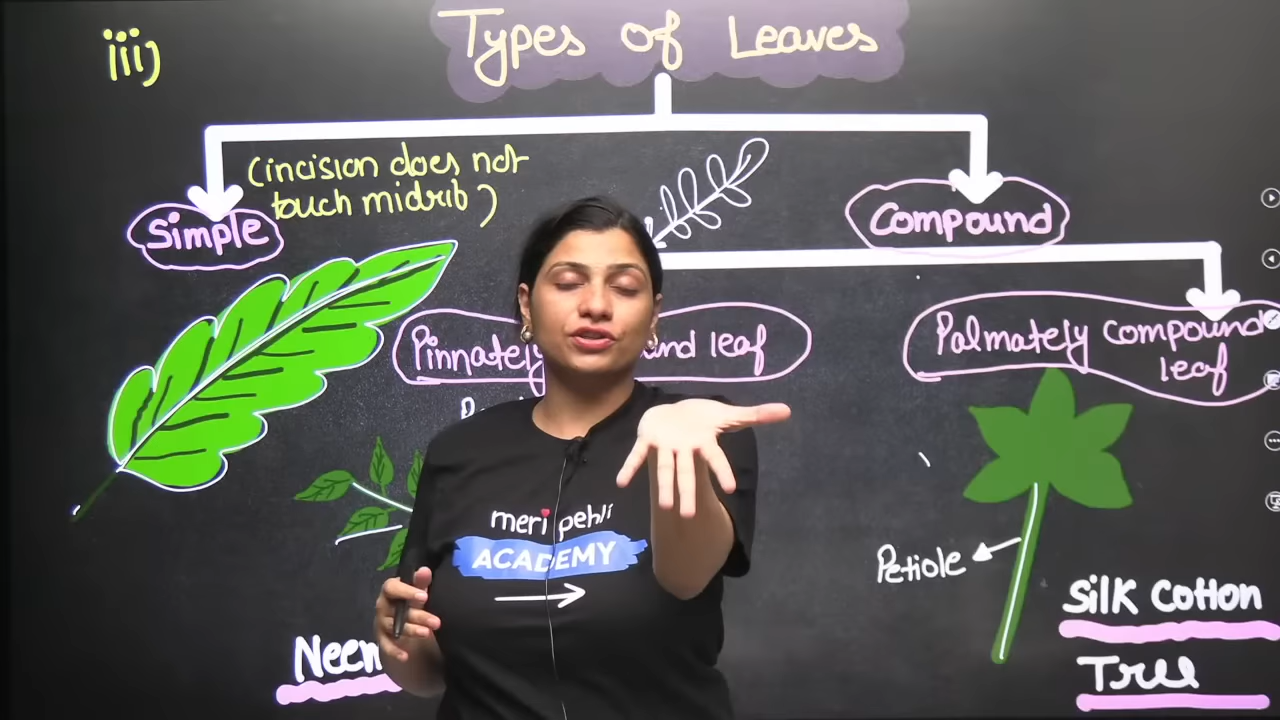 iii)
Types of Leaves
(incision does not
touch midrib)
Simple
Compound
Pinnately und leaf
Palmately compound
leaf
meri pehli
ACADEMY
Petiole
Silk Cotton
Tree
Neem